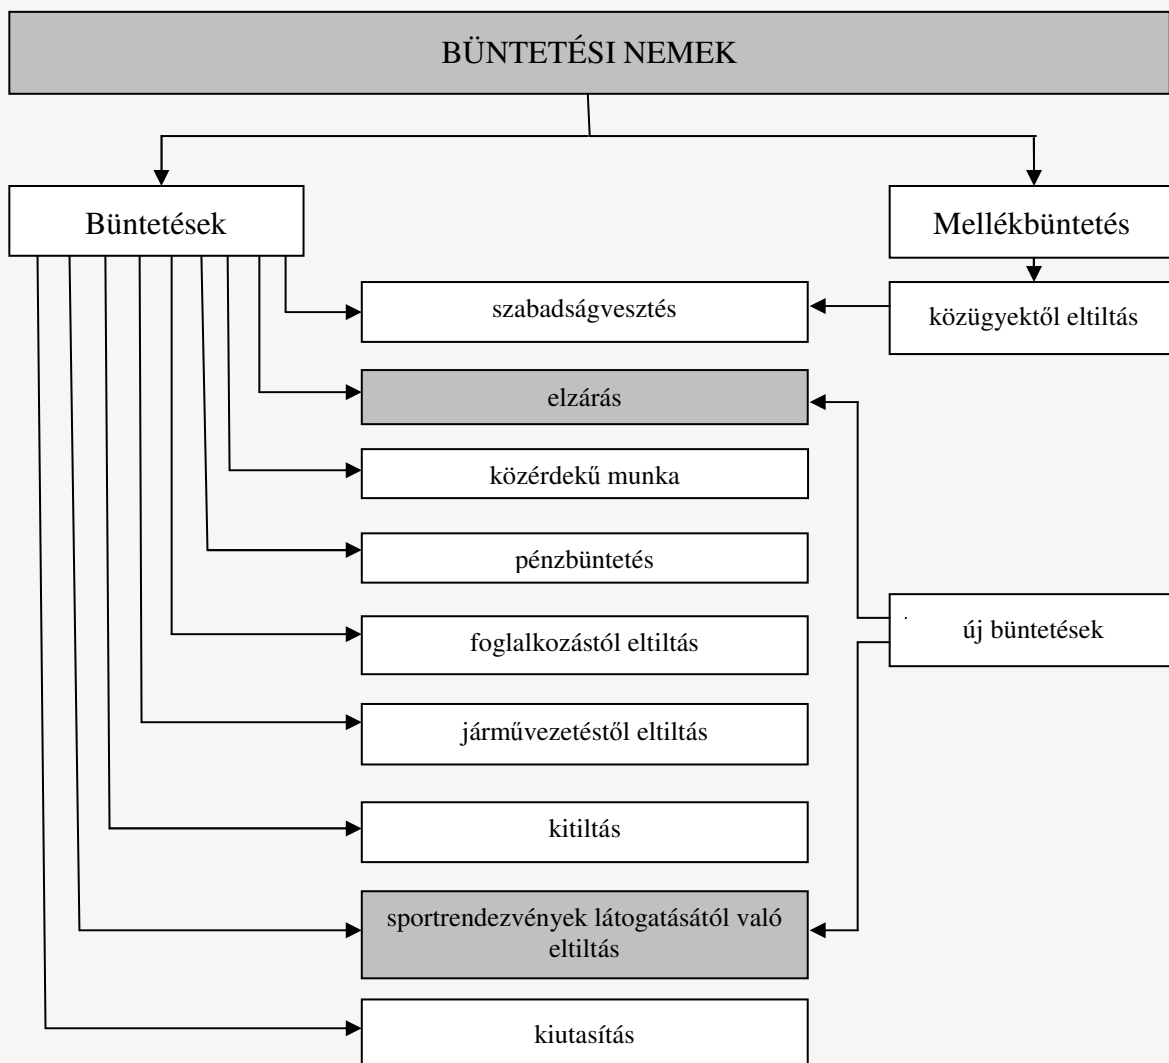 BÜNTETÉSI NEMEK
Büntetések
Mellékbüntetés
szabadságvesztés
közügyektől eltiltás
elzárás
közérdekű munka
pénzbüntetés
foglalkozástól eltiltás
új büntetések
járművezetéstől eltiltás
kitiltás
sportrendezvények látogatásától való
eltiltás
kiutasítás